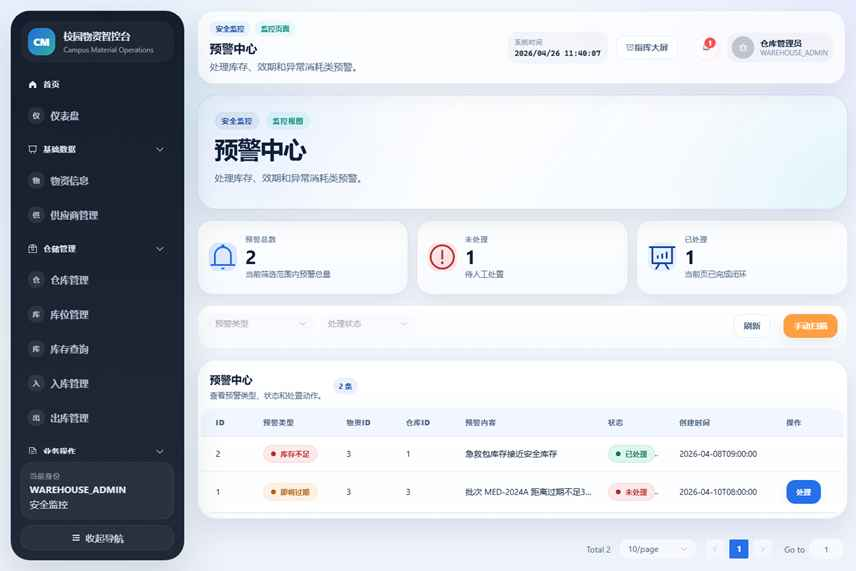 CM
校园物资智控台
Campus Material Operations
首页
仪 仪表盘
基础数据
物 物资信息
供 供应商管理
仓储管理
仓 仓库管理
库 库位管理
库 库存查询
入 入库管理
出 出库管理
业务操作
当前身份
WAREHOUSE_ADMIN
安全监控
收起导航
安全监控 监控页面
预警中心
处理库存、效期和异常消耗类预警。
系统时间
2026/04/26 11:40:07
指挥大屏
1
仓库管理员
WAREHOUSE_ADMIN
安全监控 监控视图
预警中心
处理库存、效期和异常消耗类预警。
预警总数
2
当前筛选范围内预警总量
未处理
1
待人工处置
已处理
1
当前页已完成闭环
预警类型 处理状态 刷新 手动扫描
预警中心
查看预警类型、状态和处置动作。
2 条
ID 预警类型 物资ID 仓库ID 预警内容 状态 创建时间 操作
2 库存不足 3 1 急救包库存接近安全库存 已处理 2026-04-08T09:00:00
1 即将过期 3 3 批次 MED-2024A 距离过期不足3... 未处理 2026-04-10T08:00:00 处理
Total 2 10/page 1 Go to 1